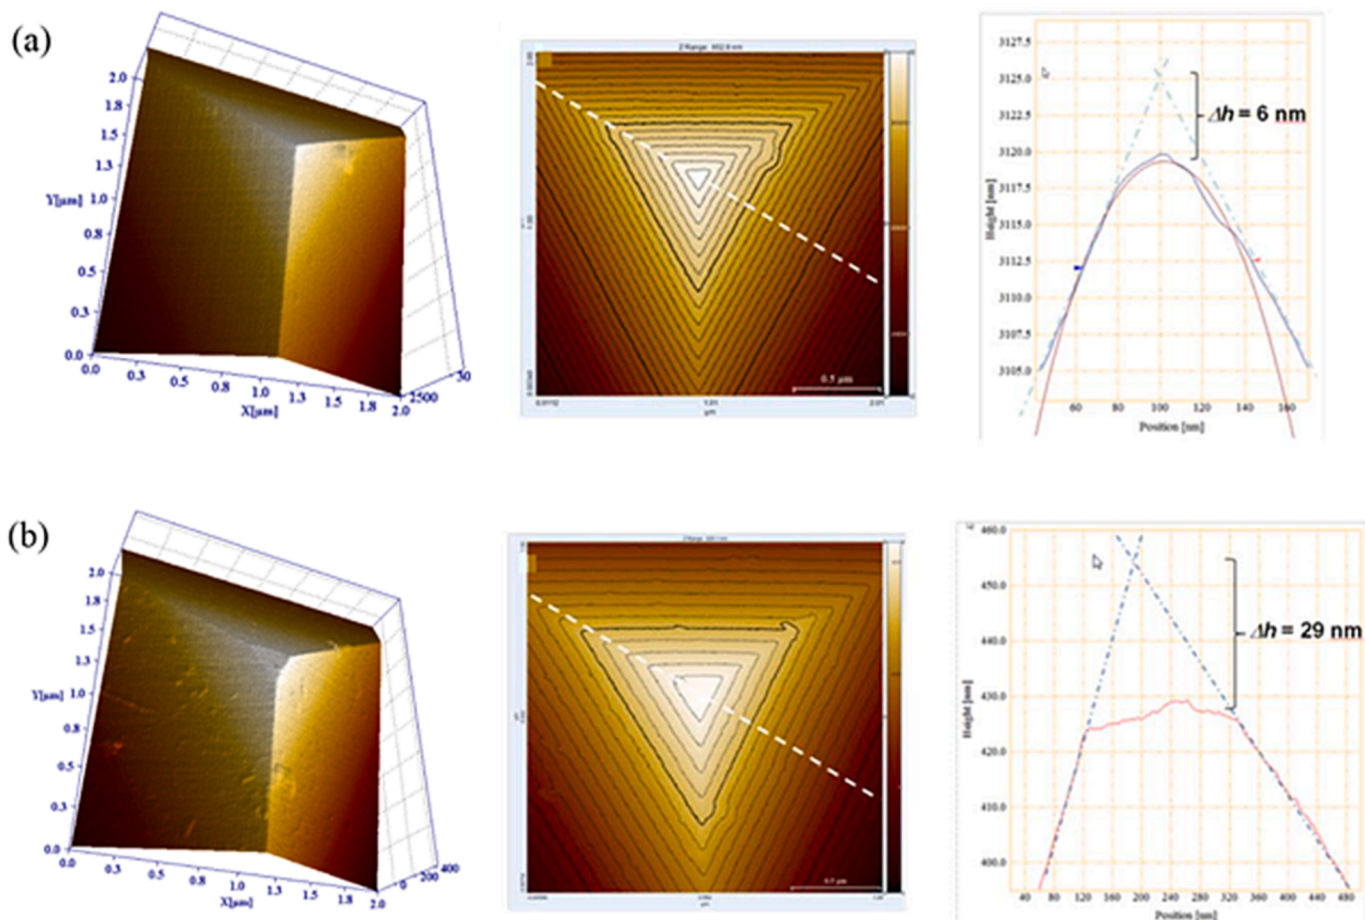 (a)
2.0
1.8
1.5
1.3
Y[μm] 1.0
0.8
0.5
0.3
0.0
0.0
0.3
0.5
0.8
1.0
1.3
1.5
1.8
2.0
X[μm]
2500
0.5 μm
μm
3127.5
3125.0
3122.5
3120.0
3117.5
3115.0
3112.5
3110.0
3107.5
3105.0
Height [nm]
Δh = 6 nm
60 80 100 120 140 160
Position [nm]
(b)
2.0
1.8
1.5
1.3
Y[μm] 1.0
0.8
0.5
0.3
0.0
0.0
0.3
0.5
0.8
1.0
1.3
1.5
1.8
2.0
X[μm]
0 200 400
0.5 μm
460.0
450.0
440.0
430.0
420.0
410.0
400.0
Height [nm]
Δh = 29 nm
40 80 120 160 200 240 280 320 360 400 440 480
Position [nm]